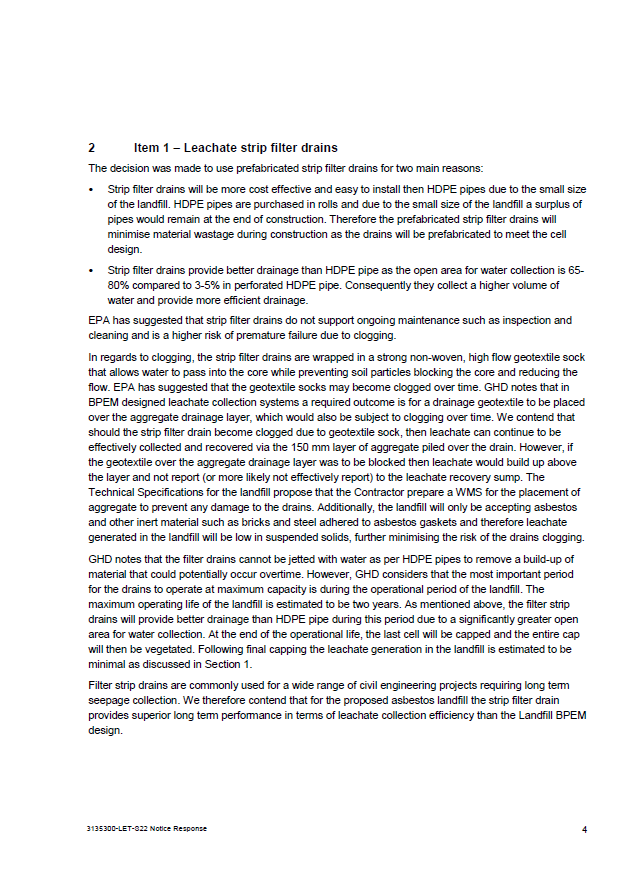 2 Item 1 – Leachate strip filter drains
The decision was made to use prefabricated strip filter drains for two main reasons:
• Strip filter drains will be more cost effective and easy to install then HDPE pipes due to the small size
of the landfill. HDPE pipes are purchased in rolls and due to the small size of the landfill a surplus of
pipes would remain at the end of construction. Therefore the prefabricated strip filter drains will
minimise material wastage during construction as the drains will be prefabricated to meet the cell
design.
• Strip filter drains provide better drainage than HDPE pipe as the open area for water collection is 65-
80% compared to 3-5% in perforated HDPE pipe. Consequently they collect a higher volume of
water and provide more efficient drainage.
EPA has suggested that strip filter drains do not support ongoing maintenance such as inspection and
cleaning and is a higher risk of premature failure due to clogging.
In regards to clogging, the strip filter drains are wrapped in a strong non-woven, high flow geotextile sock
that allows water to pass into the core while preventing soil particles blocking the core and reducing the
flow. EPA has suggested that the geotextile socks may become clogged over time. GHD notes that in
BPEM designed leachate collection systems a required outcome is for a drainage geotextile to be placed
over the aggregate drainage layer, which would also be subject to clogging over time. We contend that
should the strip filter drain become clogged due to geotextile sock, then leachate can continue to be
effectively collected and recovered via the 150 mm layer of aggregate piled over the drain. However, if
the geotextile over the aggregate drainage layer was to be blocked then leachate would build up above
the layer and not report (or more likely not effectively report) to the leachate recovery sump. The
Technical Specifications for the landfill propose that the Contractor prepare a WMS for the placement of
aggregate to prevent any damage to the drains. Additionally, the landfill will only be accepting asbestos
and other inert material such as bricks and steel adhered to asbestos gaskets and therefore leachate
generated in the landfill will be low in suspended solids, further minimising the risk of the drains clogging.
GHD notes that the filter drains cannot be jetted with water as per HDPE pipes to remove a build-up of
material that could potentially occur overtime. However, GHD considers that the most important period
for the drains to operate at maximum capacity is during the operational period of the landfill. The
maximum operating life of the landfill is estimated to be two years. As mentioned above, the filter strip
drains will provide better drainage than HDPE pipe during this period due to a significantly greater open
area for water collection. At the end of the operational life, the last cell will be capped and the entire cap
will then be vegetated. Following final capping the leachate generation in the landfill is estimated to be
minimal as discussed in Section 1.
Filter strip drains are commonly used for a wide range of civil engineering projects requiring long term
seepage collection. We therefore contend that for the proposed asbestos landfill the strip filter drain
provides superior long term performance in terms of leachate collection efficiency than the Landfill BPEM
design.
3135300-LET-S22 Notice Response 4